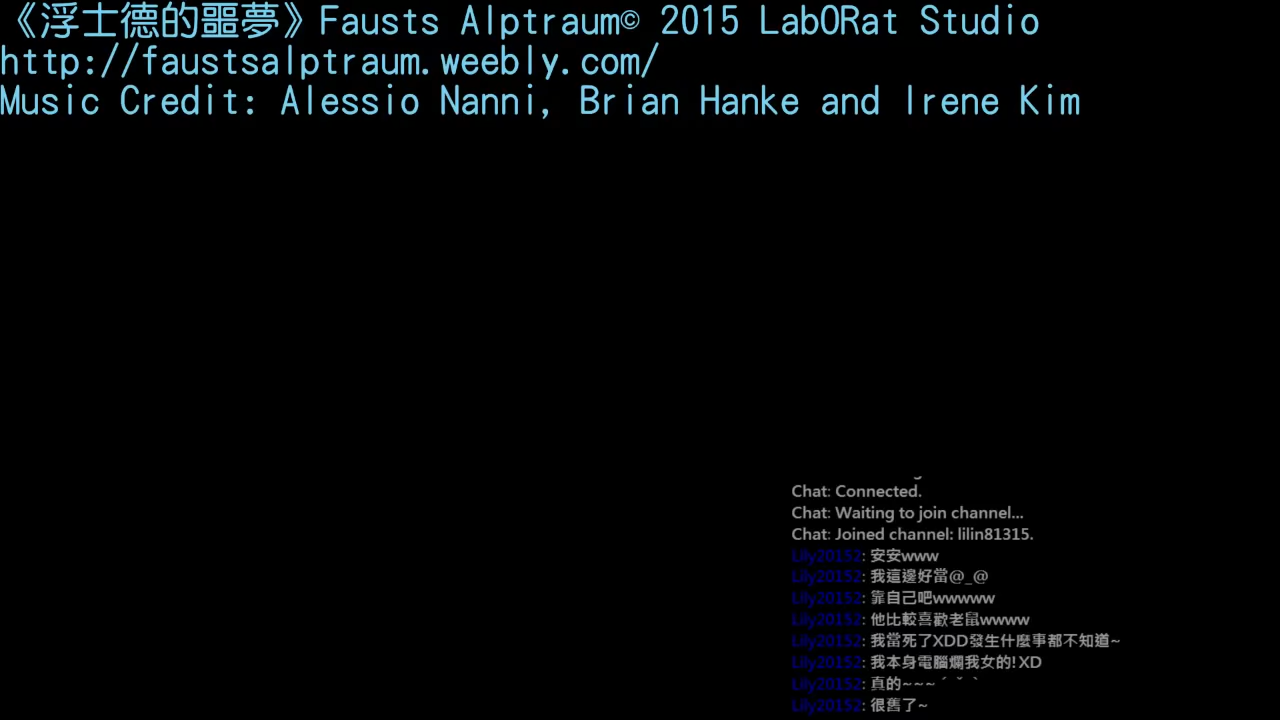 《浮士德的噩夢》Fausts Alptraum© 2015 LabORat Studio
http://faustsalptraum.weebly.com/
Music Credit: Alessio Nanni, Brian Hanke and Irene Kim
Chat: Connected.
Chat: Waiting to join channel...
Chat: Joined channel: lilin81315.
Lily20152: 安安www
Lily20152: 我這邊好當@_@
Lily20152: 靠自己吧wwwww
Lily20152: 他比較喜歡老鼠wwww
Lily20152: 我當死了XDD發生什麼事都不知道~
Lily20152: 我本身電腦爛我女的!XD
Lily20152: 真的~~~ˊˇˋ
Lily20152: 很舊了~